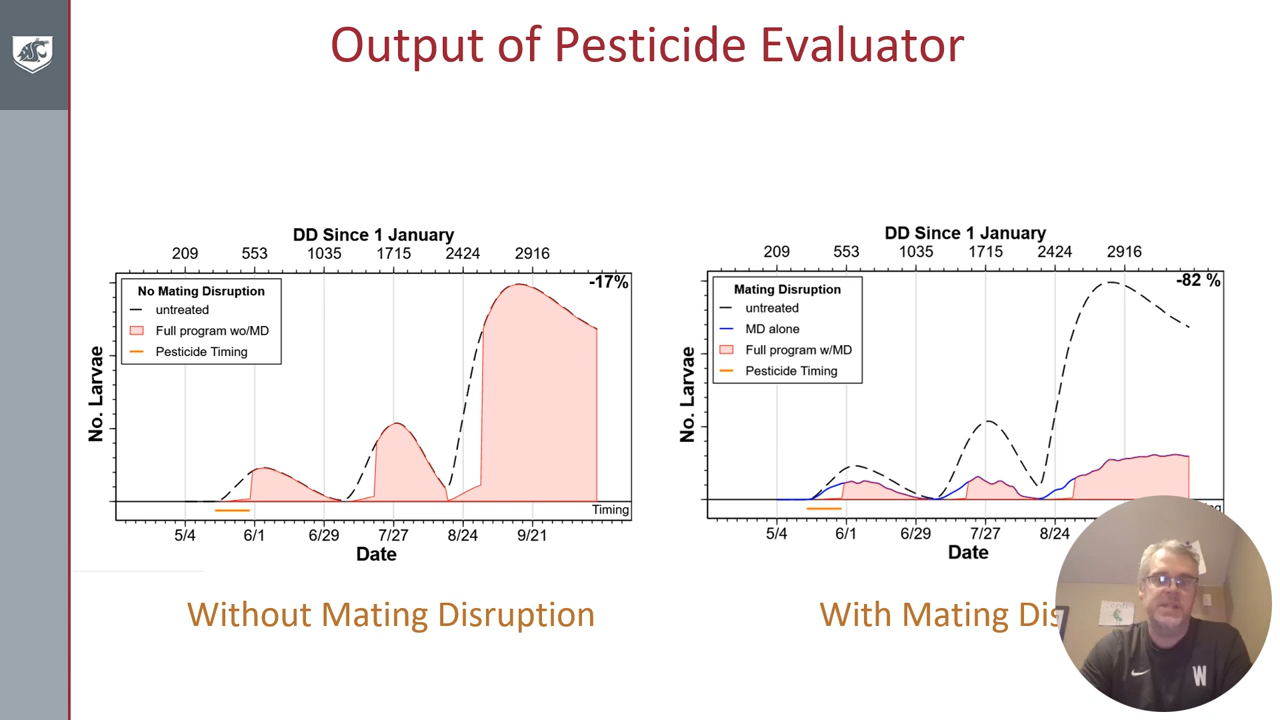 Output of Pesticide Evaluator
DD Since 1 January
209 553 1035 1715 2424 2916
-17%
No Mating Disruption
untreated
Full program wo/MD
Pesticide Timing
No. Larvae
Timing
5/4 6/1 6/29 7/27 8/24 9/21
Date
Without Mating Disruption
DD Since 1 January
209 553 1035 1715 2424 2916
-82 %
Mating Disruption
untreated
MD alone
Full program w/MD
Pesticide Timing
No. Larvae
5/4 6/1 6/29 7/27 8/24
Date
With Mating Dis
W